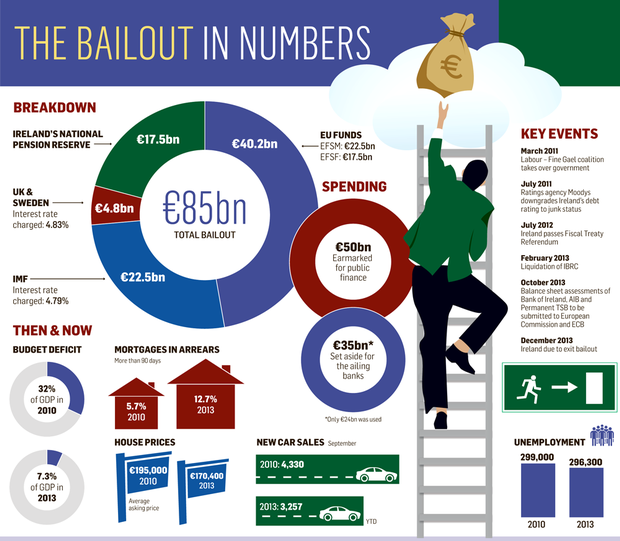 THE BAILOUT IN NUMBERS
€
BREAKDOWN
IRELAND'S NATIONAL
PENSION RESERVE
€17.5bn
€40.2bn
EU FUNDS
EFSM: €22.5bn
EFSF: €17.5bn
UK &
SWEDEN
Interest rate
charged: 4.83%
€4.8bn
€85bn
TOTAL BAILOUT
IMF
Interest rate
charged: 4.79%
€22.5bn
SPENDING
€50bn
Earmarked
for public
finance
€35bn*
Set aside for
the ailing
banks
*Only €24bn was used
KEY EVENTS
March 2011
Labour – Fine Gael coalition
takes over government
July 2011
Ratings agency Moodys
downgrades Ireland's debt
rating to junk status
July 2012
Ireland passes Fiscal Treaty
Referendum
February 2013
Liquidation of IBRC
October 2013
Balance sheet assessments of
Bank of Ireland, AIB and
Permanent TSB to be
submitted to European
Commission and ECB
December 2013
Ireland due to exit bailout
THEN & NOW
BUDGET DEFICIT
32%
of GDP in
2010
7.3%
of GDP in
2013
MORTGAGES IN ARREARS
More than 90 days
5.7%
2010
12.7%
2013
HOUSE PRICES
€195,000
2010
Average
asking price
€170,400
2013
NEW CAR SALES September
2010: 4,330
2013: 3,257
YTD
UNEMPLOYMENT
299,000
2010
296,300
2013